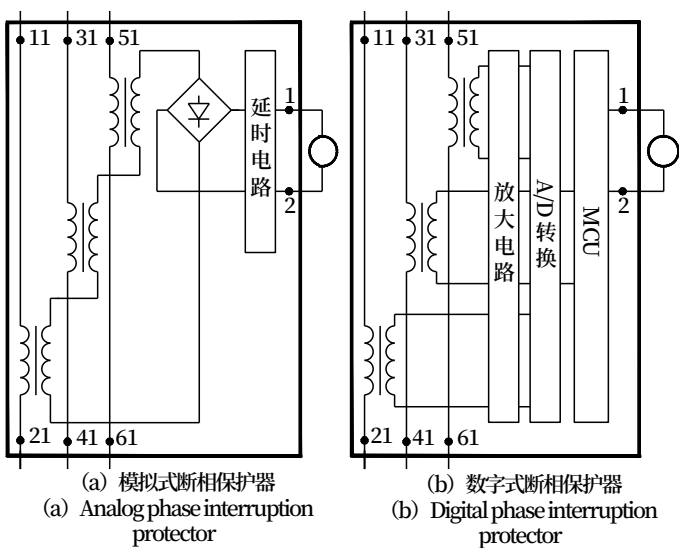 11 31 51
1
延时电路
2
21 41 61
(a) 模拟式断相保护器
(a) Analog phase interruption
protector
11 31 51
1
放大电路
A/D转换
MCU
2
21 41 61
(b) 数字式断相保护器
(b) Digital phase interruption
protector